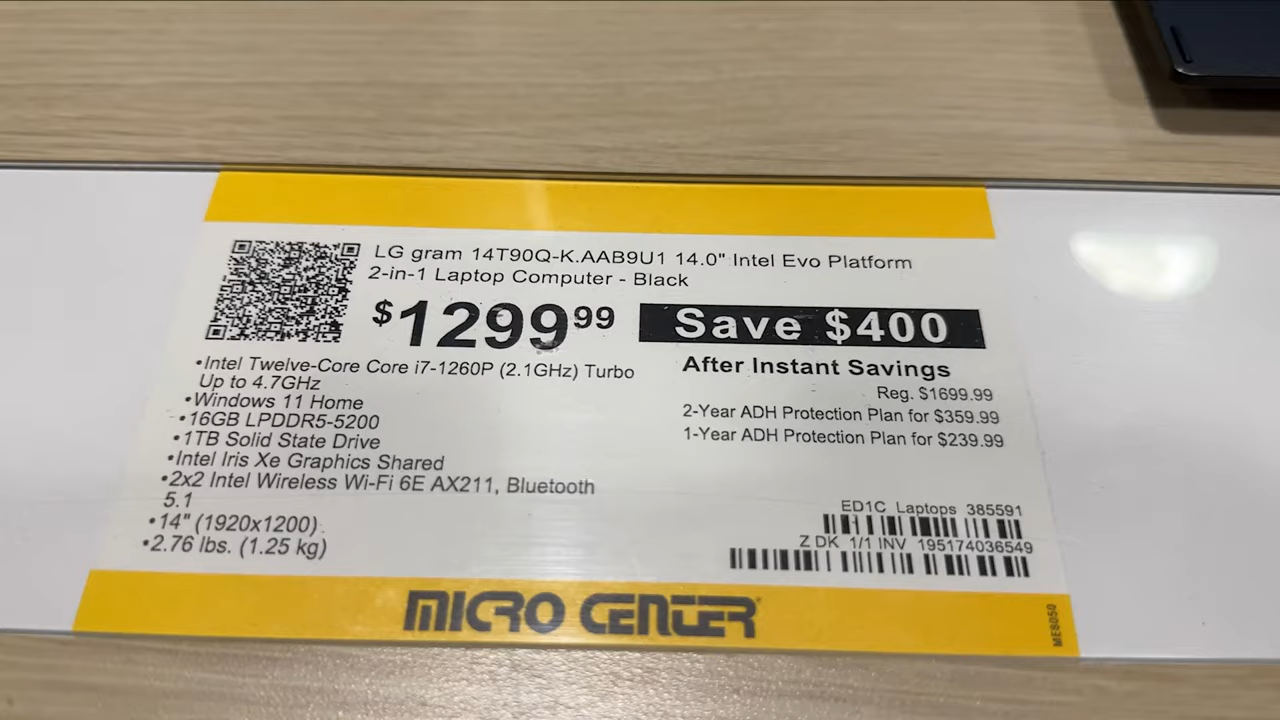 LG gram 14T90Q-K.AAB9U1 14.0" Intel Evo Platform
2-in-1 Laptop Computer - Black
$1299.99
Save $400
After Instant Savings
Reg. $1699.99
2-Year ADH Protection Plan for $359.99
1-Year ADH Protection Plan for $239.99
•Intel Twelve-Core Core i7-1260P (2.1GHz) Turbo
Up to 4.7GHz
•Windows 11 Home
•16GB LPDDR5-5200
•1TB Solid State Drive
•Intel Iris Xe Graphics Shared
•2x2 Intel Wireless Wi-Fi 6E AX211, Bluetooth
5.1
•14" (1920x1200)
•2.76 lbs. (1.25 kg)
ED1C Laptops 385591
Z DK 1/1 INV 195174036549
MICRO CENTER
ME8050